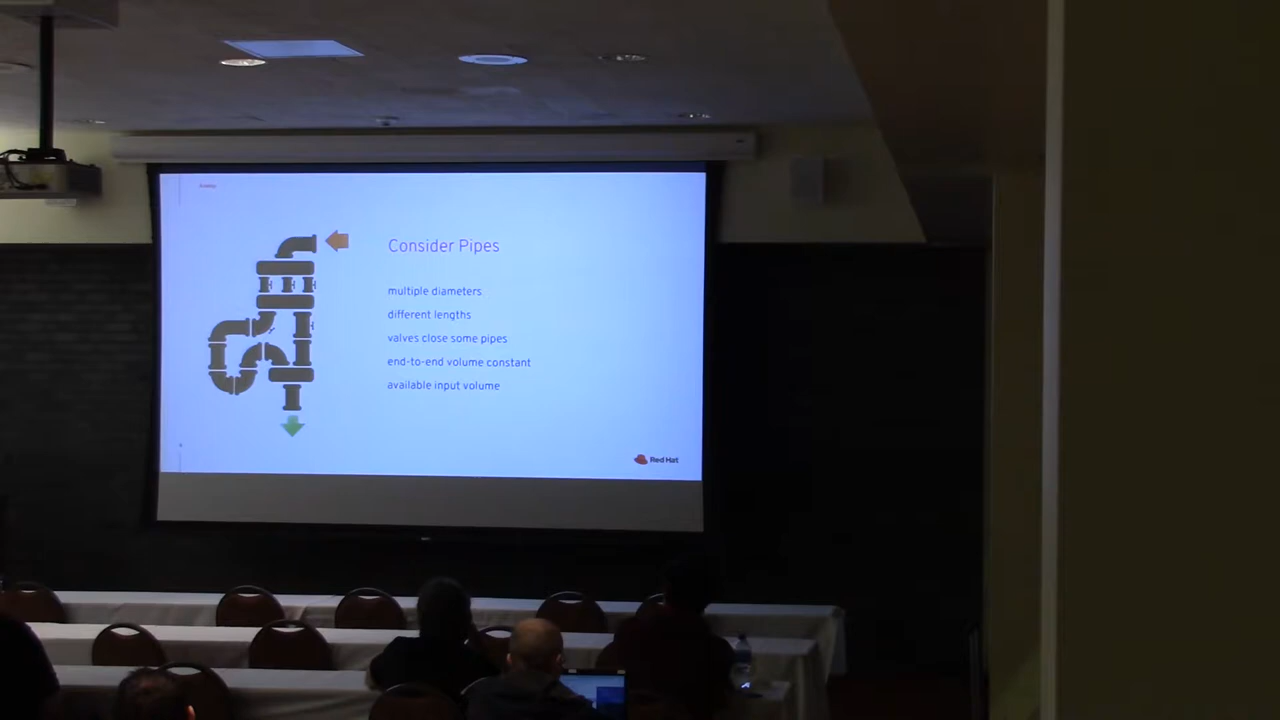 Consider Pipes
multiple diameters
different lengths
valves close some pipes
end-to-end volume constant
available input volume
Red Hat